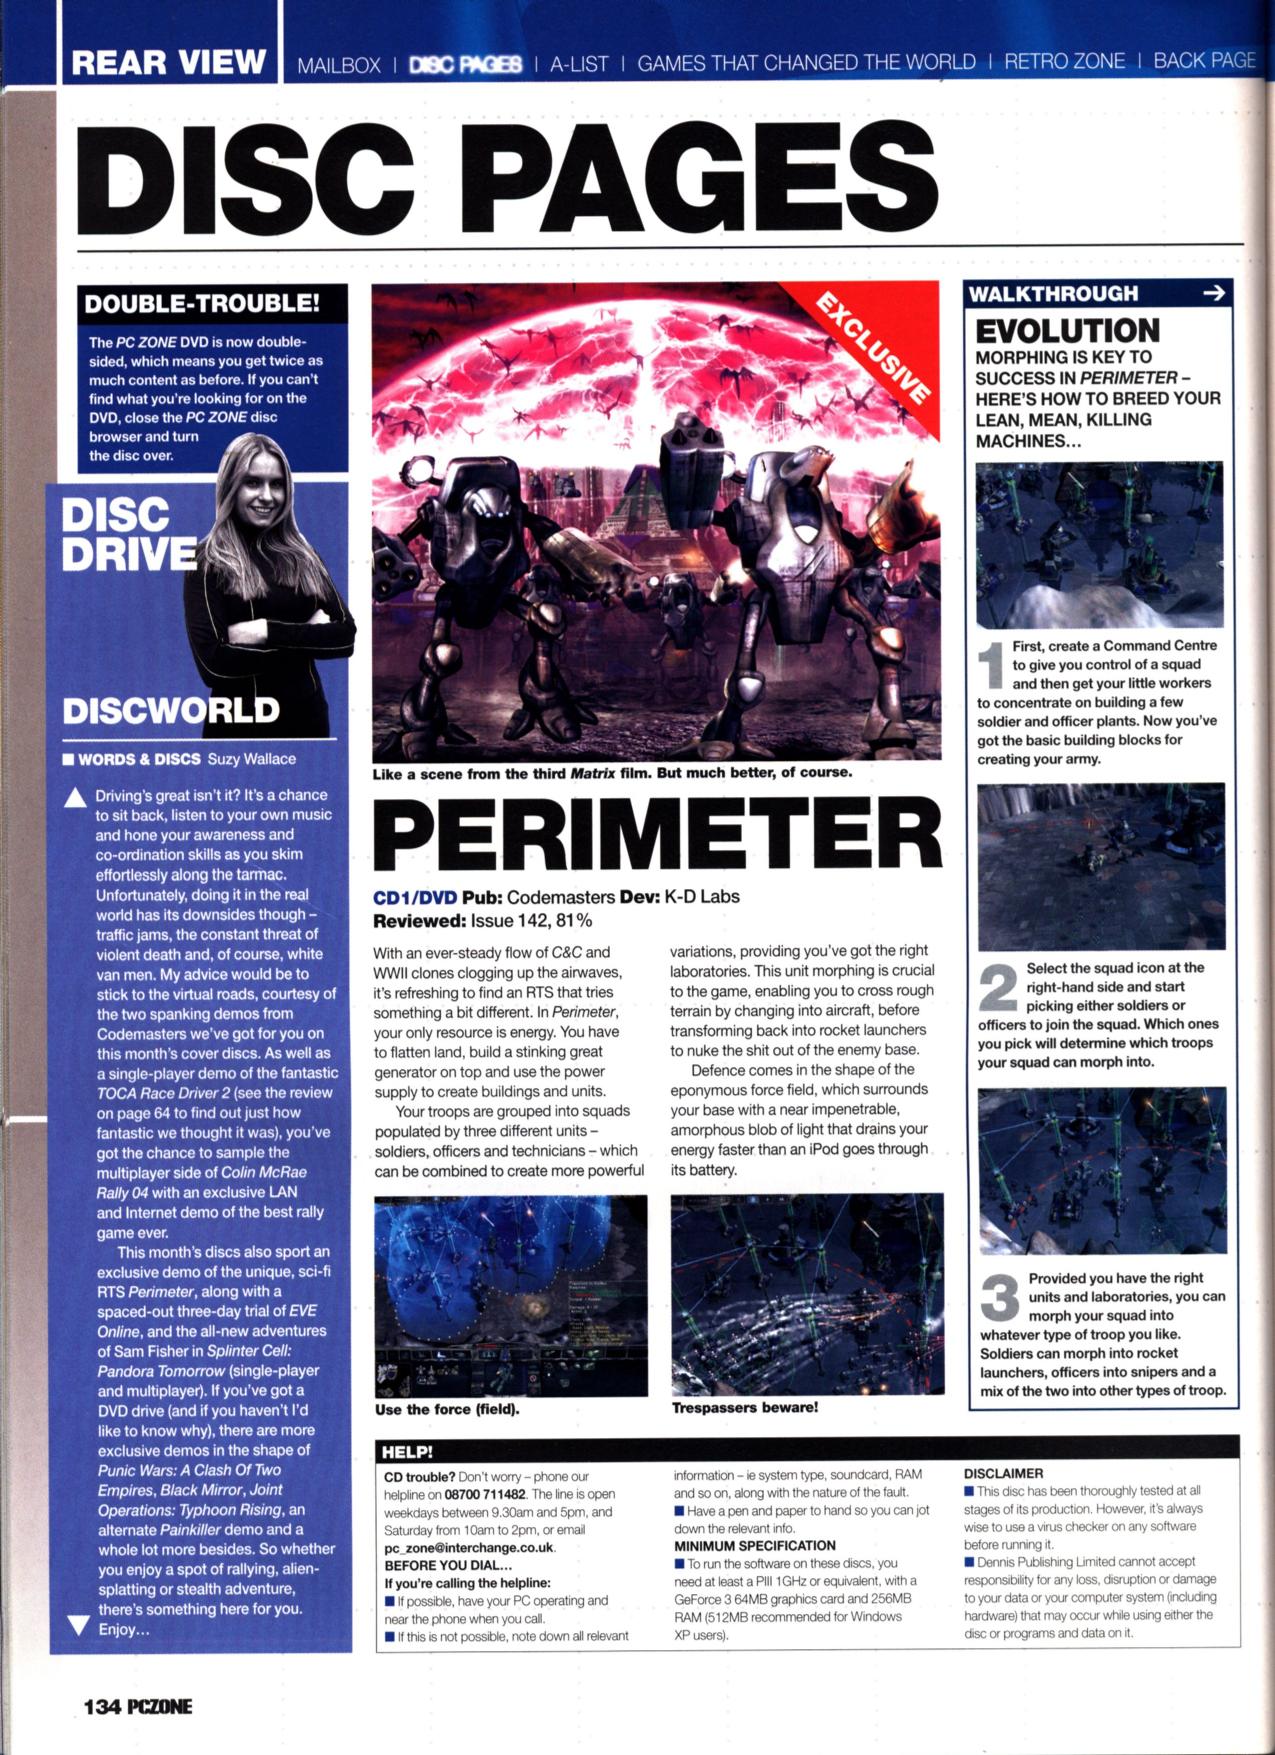 REAR VIEW
MAILBOX | DISC PAGES | A-LIST | GAMES THAT CHANGED THE WORLD | RETRO ZONE | BACK PAGE
DISC PAGES
DOUBLE-TROUBLE!
The PC ZONE DVD is now double-
sided, which means you get twice as
much content as before. If you can't
find what you're looking for on the
DVD, close the PC ZONE disc
browser and turn
the disc over.
DISC
DRIVE
DISCWORLD
■ WORDS & DISCS Suzy Wallace
Driving's great isn't it? It's a chance
to sit back, listen to your own music
and hone your awareness and
co-ordination skills as you skim
effortlessly along the tarmac.
Unfortunately, doing it in the real
world has its downsides though –
traffic jams, the constant threat of
violent death and, of course, white
van men. My advice would be to
stick to the virtual roads, courtesy of
the two spanking demos from
Codemasters we've got for you on
this month's cover discs. As well as
a single-player demo of the fantastic
TOCA Race Driver 2 (see the review
on page 64 to find out just how
fantastic we thought it was), you've
got the chance to sample the
multiplayer side of Colin McRae
Rally 04 with an exclusive LAN
and Internet demo of the best rally
game ever.
This month's discs also sport an
exclusive demo of the unique, sci-fi
RTS Perimeter, along with a
spaced-out three-day trial of EVE
Online, and the all-new adventures
of Sam Fisher in Splinter Cell:
Pandora Tomorrow (single-player
and multiplayer). If you've got a
DVD drive (and if you haven't I'd
like to know why), there are more
exclusive demos in the shape of
Punic Wars: A Clash Of Two
Empires, Black Mirror, Joint
Operations: Typhoon Rising, an
alternate Painkiller demo and a
whole lot more besides. So whether
you enjoy a spot of rallying, alien-
splatting or stealth adventure,
there's something here for you.
Enjoy...
EXCLUSIVE
Like a scene from the third Matrix film. But much better, of course.
PERIMETER
CD1/DVD Pub: Codemasters Dev: K-D Labs
Reviewed: Issue 142, 81%
With an ever-steady flow of C&C and
WWII clones clogging up the airwaves,
it's refreshing to find an RTS that tries
something a bit different. In Perimeter,
your only resource is energy. You have
to flatten land, build a stinking great
generator on top and use the power
supply to create buildings and units.
Your troops are grouped into squads
populated by three different units –
soldiers, officers and technicians – which
can be combined to create more powerful
variations, providing you've got the right
laboratories. This unit morphing is crucial
to the game, enabling you to cross rough
terrain by changing into aircraft, before
transforming back into rocket launchers
to nuke the shit out of the enemy base.
Defence comes in the shape of the
eponymous force field, which surrounds
your base with a near impenetrable,
amorphous blob of light that drains your
energy faster than an iPod goes through
its battery.
Use the force (field).
Trespassers beware!
WALKTHROUGH →
EVOLUTION
MORPHING IS KEY TO
SUCCESS IN PERIMETER –
HERE'S HOW TO BREED YOUR
LEAN, MEAN, KILLING
MACHINES...
1 First, create a Command Centre
to give you control of a squad
and then get your little workers
to concentrate on building a few
soldier and officer plants. Now you've
got the basic building blocks for
creating your army.
2 Select the squad icon at the
right-hand side and start
picking either soldiers or
officers to join the squad. Which ones
you pick will determine which troops
your squad can morph into.
3 Provided you have the right
units and laboratories, you can
morph your squad into
whatever type of troop you like.
Soldiers can morph into rocket
launchers, officers into snipers and a
mix of the two into other types of troop.
HELP!
CD trouble? Don't worry – phone our
helpline on 08700 711482. The line is open
weekdays between 9.30am and 5pm, and
Saturday from 10am to 2pm, or email
pc_zone@interchange.co.uk.
BEFORE YOU DIAL...
If you're calling the helpline:
■ If possible, have your PC operating and
near the phone when you call.
■ If this is not possible, note down all relevant
information – ie system type, soundcard, RAM
and so on, along with the nature of the fault.
■ Have a pen and paper to hand so you can jot
down the relevant info.
MINIMUM SPECIFICATION
■ To run the software on these discs, you
need at least a PIII 1GHz or equivalent, with a
GeForce 3 64MB graphics card and 256MB
RAM (512MB recommended for Windows
XP users).
DISCLAIMER
■ This disc has been thoroughly tested at all
stages of its production. However, it's always
wise to use a virus checker on any software
before running it.
■ Dennis Publishing Limited cannot accept
responsibility for any loss, disruption or damage
to your data or your computer system (including
hardware) that may occur while using either the
disc or programs and data on it.
134 PCZONE